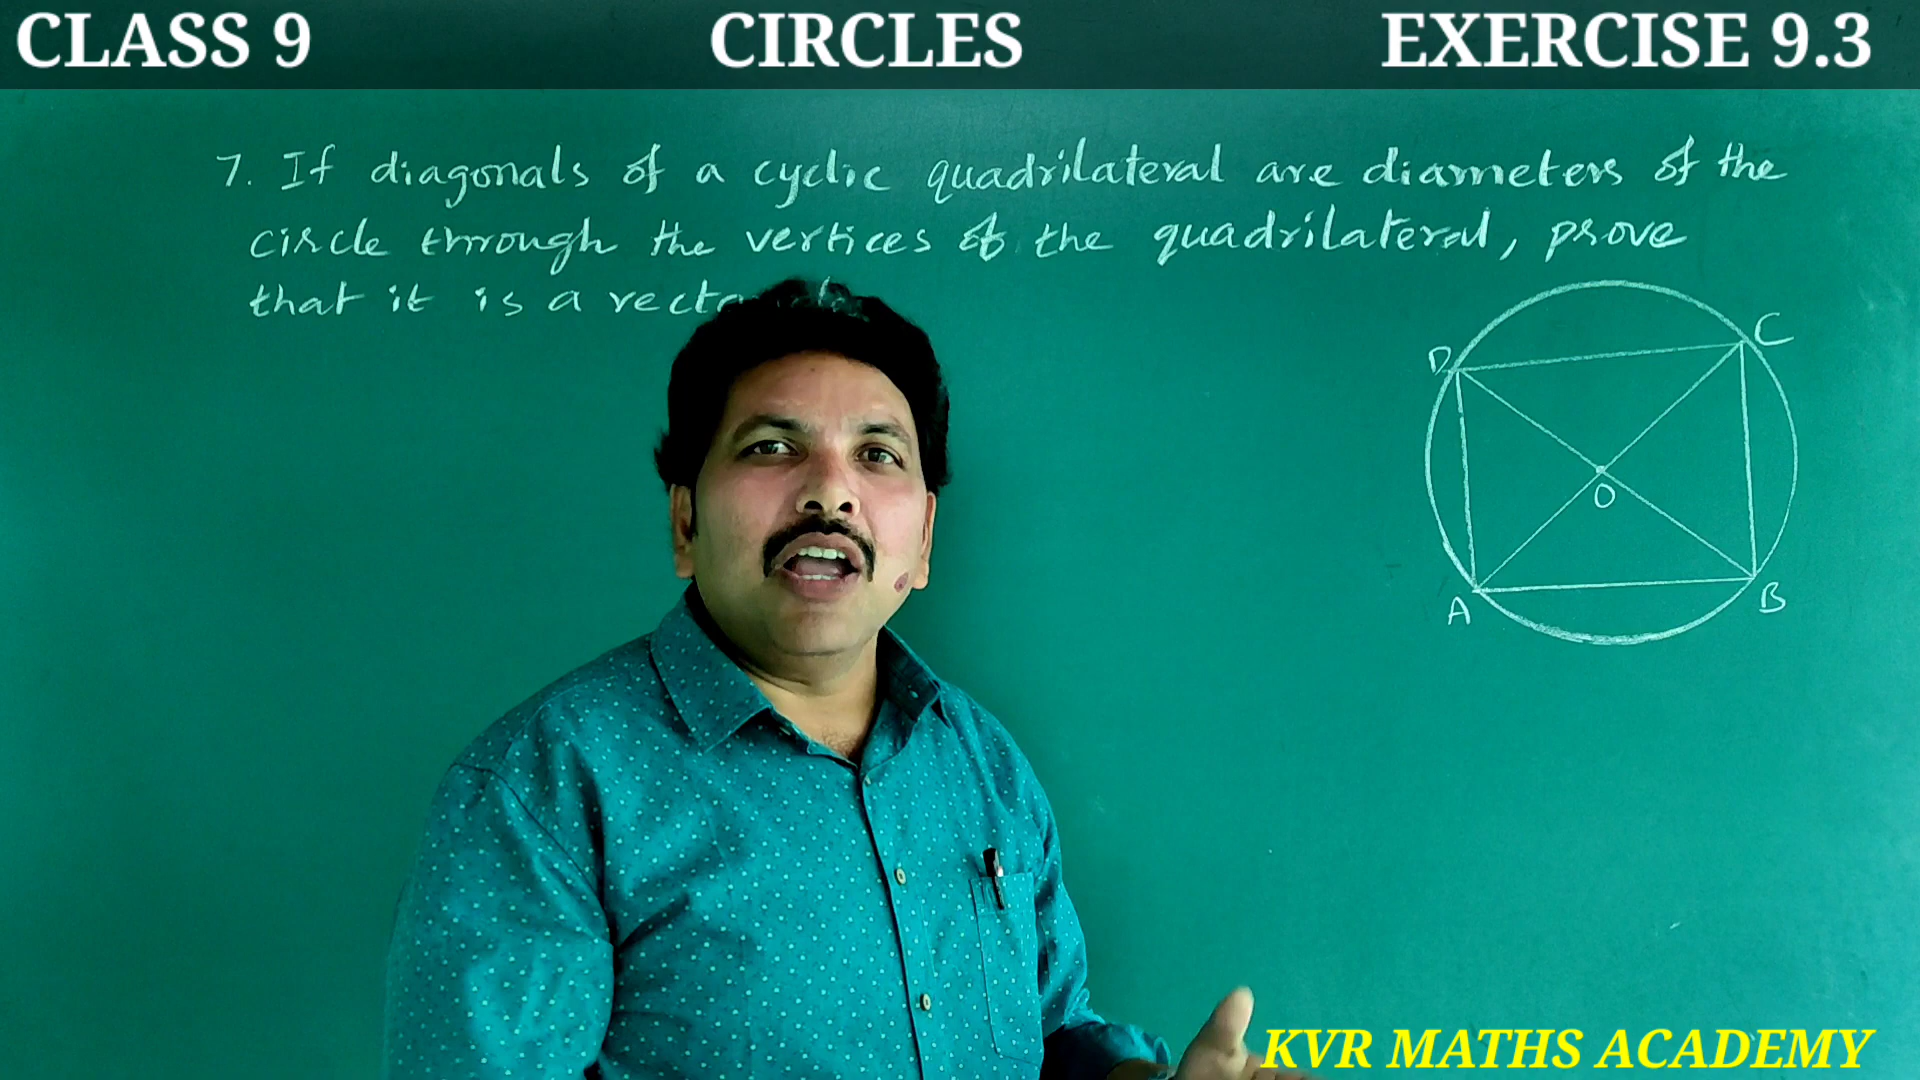 CLASS 9 CIRCLES EXERCISE 9.3
7. If diagonals of a cyclic quadrilateral are diameters of the
circle through the vertices of the quadrilateral, prove
that it is a
D C
O
A B
KVR MATHS ACADEMY